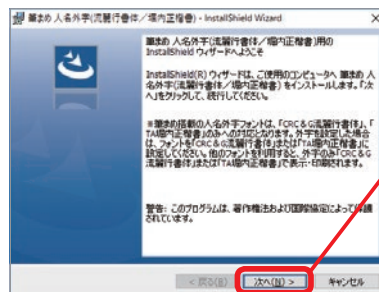 筆まめ 人名外字(流麗行書体／堀内正楷書) - InstallShield Wizard
筆まめ 人名外字(流麗行書体／堀内正楷書)用の
InstallShield ウィザードへようこそ
InstallShield(R) ウィザードは、ご使用のコンピュータへ 筆まめ 人
名外字(流麗行書体／堀内正楷書) をインストールします。「次
へ」をクリックして、続行してください。
※筆まめ搭載の人名外字フォントは、「CRC&G流麗行書体」、「
TA堀内正楷書」のみへの対応となります。外字を設定した場合
は、フォントを「CRC&G流麗行書体」または「TA堀内正楷書」に
設定してください。他のフォントを利用すると、外字のみ「CRC&G
流麗行書体」または「TA堀内正楷書」で表示・印刷されます。
警告: このプログラムは、著作権法および国際協定によって保護
されています。
< 戻る(B)
次へ(N) >
キャンセル